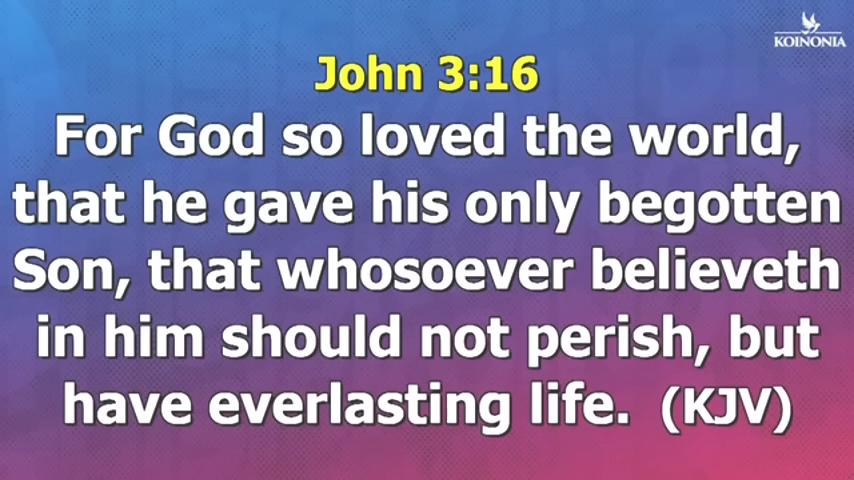 KOINONIA
John 3:16
For God so loved the world,
that he gave his only begotten
Son, that whosoever believeth
in him should not perish, but
have everlasting life. (KJV)